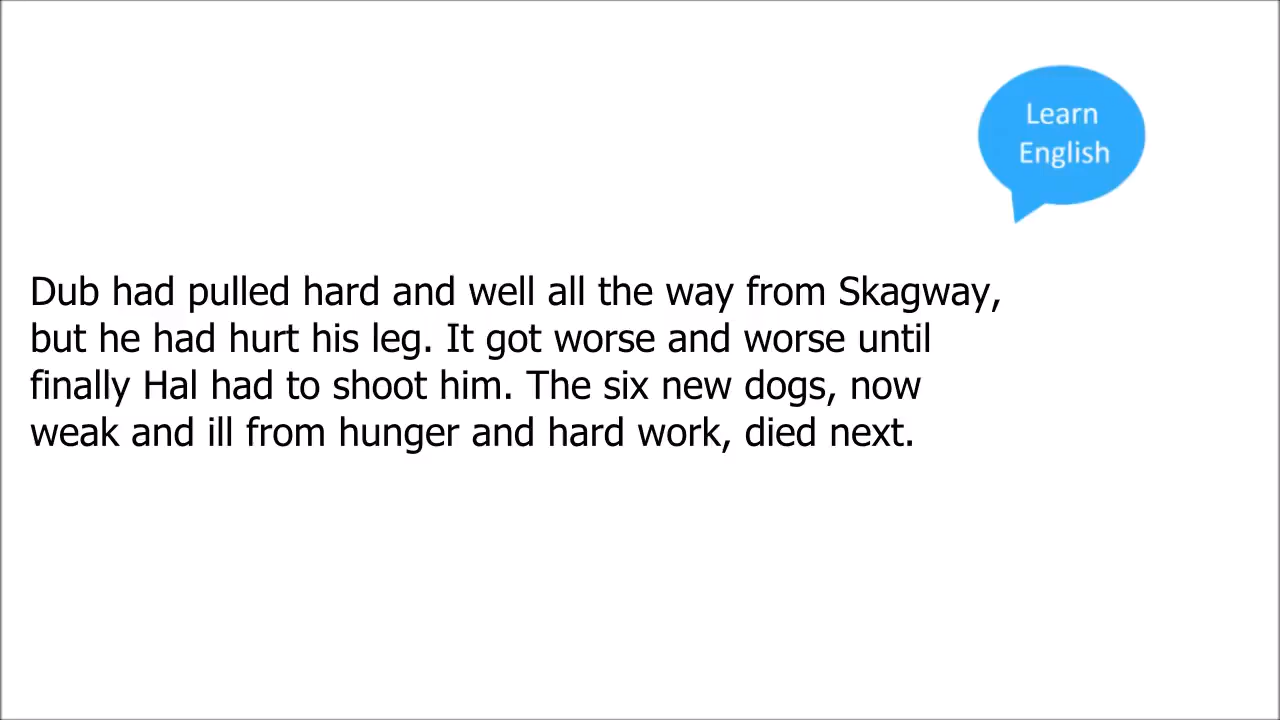 Learn
English
Dub had pulled hard and well all the way from Skagway,
but he had hurt his leg. It got worse and worse until
finally Hal had to shoot him. The six new dogs, now
weak and ill from hunger and hard work, died next.